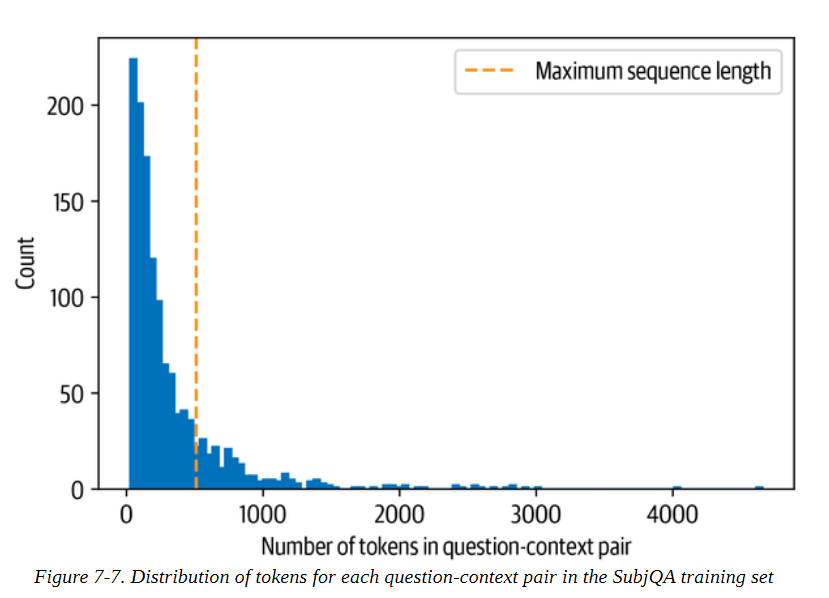 Maximum sequence length
200
150
100
50
0
Count
0 1000 2000 3000 4000
Number of tokens in question-context pair
Figure 7-7. Distribution of tokens for each question-context pair in the SubjQA training set